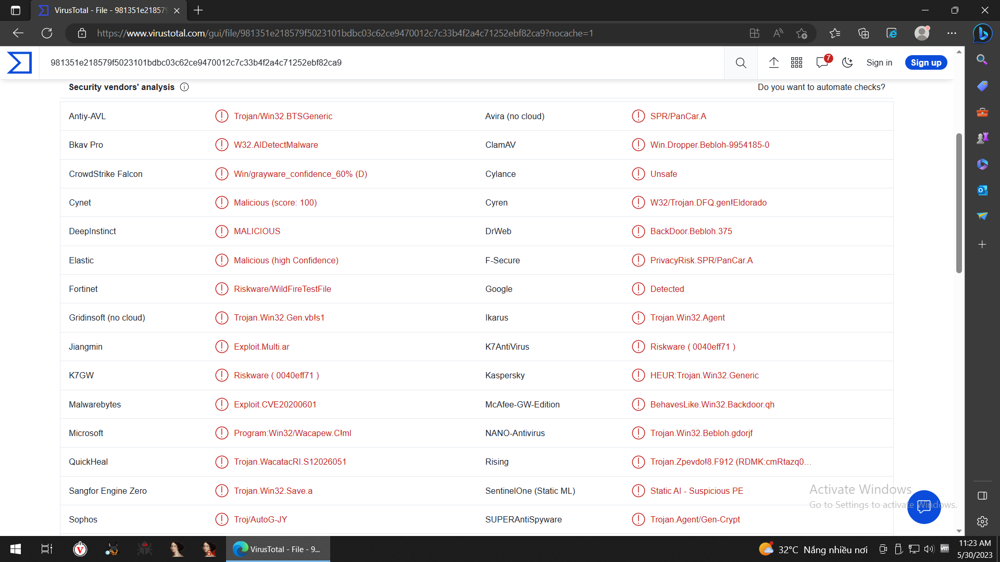 VirusTotal - File - 981351e21857
https://www.virustotal.com/gui/file/981351e218579f5023101bdbc03c62ce9470012c7c33b4f2a4c71252ebf82ca9?nocache=1
981351e218579f5023101bdbc03c62ce9470012c7c33b4f2a4c71252ebf82ca9
7
Sign in
Sign up
Security vendors' analysis
Do you want to automate checks?
Antiy-AVL Trojan/Win32.BTSGeneric Avira (no cloud) SPR/PanCar.A
Bkav Pro W32.AIDetectMalware ClamAV Win.Dropper.Bebloh-9954185-0
CrowdStrike Falcon Win/grayware_confidence_60% (D) Cylance Unsafe
Cynet Malicious (score: 100) Cyren W32/Trojan.DFQ.gen!Eldorado
DeepInstinct MALICIOUS DrWeb BackDoor.Bebloh.375
Elastic Malicious (high Confidence) F-Secure PrivacyRisk.SPR/PanCar.A
Fortinet Riskware/WildFireTestFile Google Detected
Gridinsoft (no cloud) Trojan.Win32.Gen.vb!s1 Ikarus Trojan.Win32.Agent
Jiangmin Exploit.Multi.ar K7AntiVirus Riskware ( 0040eff71 )
K7GW Riskware ( 0040eff71 ) Kaspersky HEUR:Trojan.Win32.Generic
Malwarebytes Exploit.CVE20200601 McAfee-GW-Edition BehavesLike.Win32.Backdoor.qh
Microsoft Program:Win32/Wacapew.C!ml NANO-Antivirus Trojan.Win32.Bebloh.gdorjf
QuickHeal Trojan.WacatacRI.S12026051 Rising Trojan.Zpevdo!8.F912 (RDMK:cmRtazq0...
Sangfor Engine Zero Trojan.Win32.Save.a SentinelOne (Static ML) Static AI - Suspicious PE
Sophos Troj/AutoG-JY SUPERAntiSpyware Trojan.Agent/Gen-Crypt
Activate Windows
Go to Settings to activate Windows.
VirusTotal - File - 9...
32°C Nắng nhiều nơi
vm
11:23 AM
5/30/2023